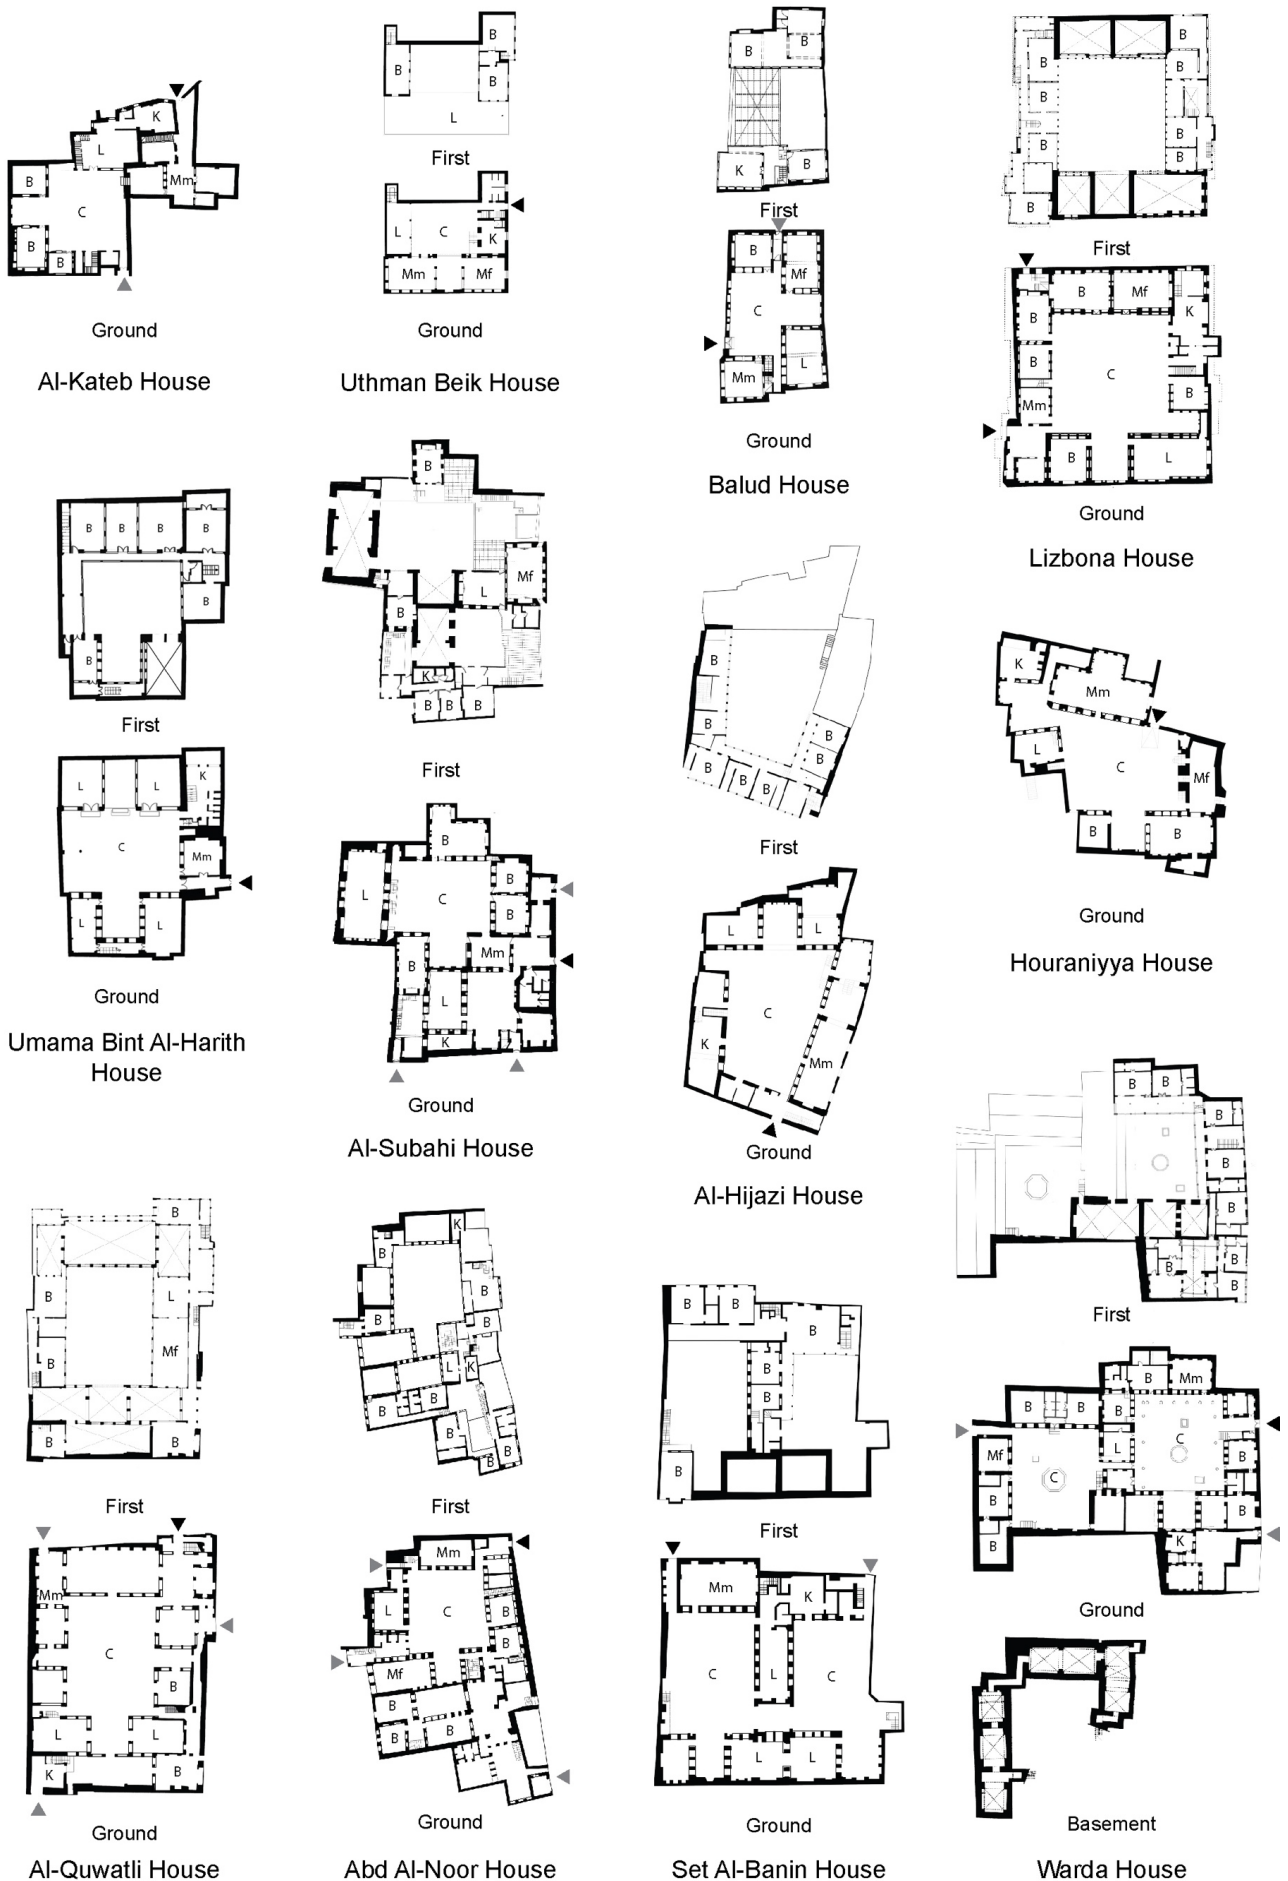 K
L
B
Mm
C
B
B
Ground
Al-Kateb House
B
B
B
L
First
L
C
K
Mm
Mf
Ground
Uthman Beik House
B
B
K
B
First
B
Mf
C
L
Mm
Ground
Balud House
B
B
B
B
B
B
B
B
First
B
Mf
B
K
B
C
B
Mm
B
L
Ground
Lizbona House
B
B
B
B
B
B
First
L
L
K
C
Mm
L
L
Ground
Umama Bint Al-Harith
House
B
Mf
L
B
K
B
B
B
First
B
L
C
B
B
Mm
B
L
K
Ground
Al-Subahi House
B
B
B
B
B
B
B
First
L
L
C
K
Mm
Ground
Al-Hijazi House
K
Mm
L
C
Mf
B
B
Ground
Houraniyya House
B
B
L
Mf
B
B
B
First
Mm
C
B
L
L
K
B
Ground
Al-Quwatli House
K
B
B
B
B
L
K
B
B
B
B
B
First
Mm
L
C
B
B
Mf
B
B
B
Ground
Abd Al-Noor House
B
B
B
B
B
B
First
Mm
K
C
L
C
L
L
Ground
Set Al-Banin House
B
B
B
B
B
B
B
B
First
B
Mm
B
B
B
C
Mf
L
B
C
B
B
K
B
Ground
Basement
Warda House